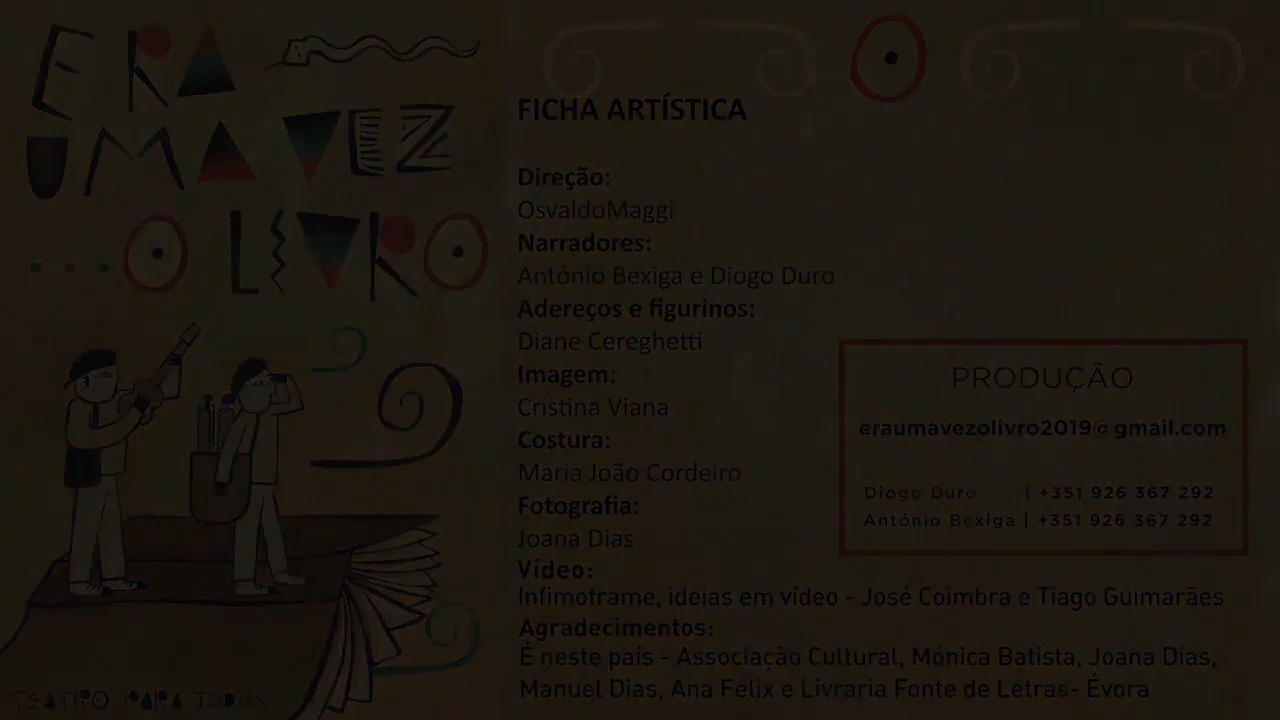 ERA
UMA VEZ
...O LIVRO
TEATRO PARA TODOS
FICHA ARTÍSTICA
Direção:
OsvaldoMaggi
Narradores:
António Bexiga e Diogo Duro
Adereços e figurinos:
Diane Cereghetti
Imagem:
Cristina Viana
Costura:
Maria João Cordeiro
Fotografia:
Joana Dias
Vídeo:
Infimoframe, ideias em vídeo - José Coimbra e Tiago Guimarães
Agradecimentos:
É neste país - Associação Cultural, Mónica Batista, Joana Dias,
Manuel Dias, Ana Félix e Livraria Fonte de Letras- Évora
PRODUÇÃO
eraumavezolivro2019@gmail.com
Diogo Duro | +351 926 367 292
António Bexiga | +351 926 367 292